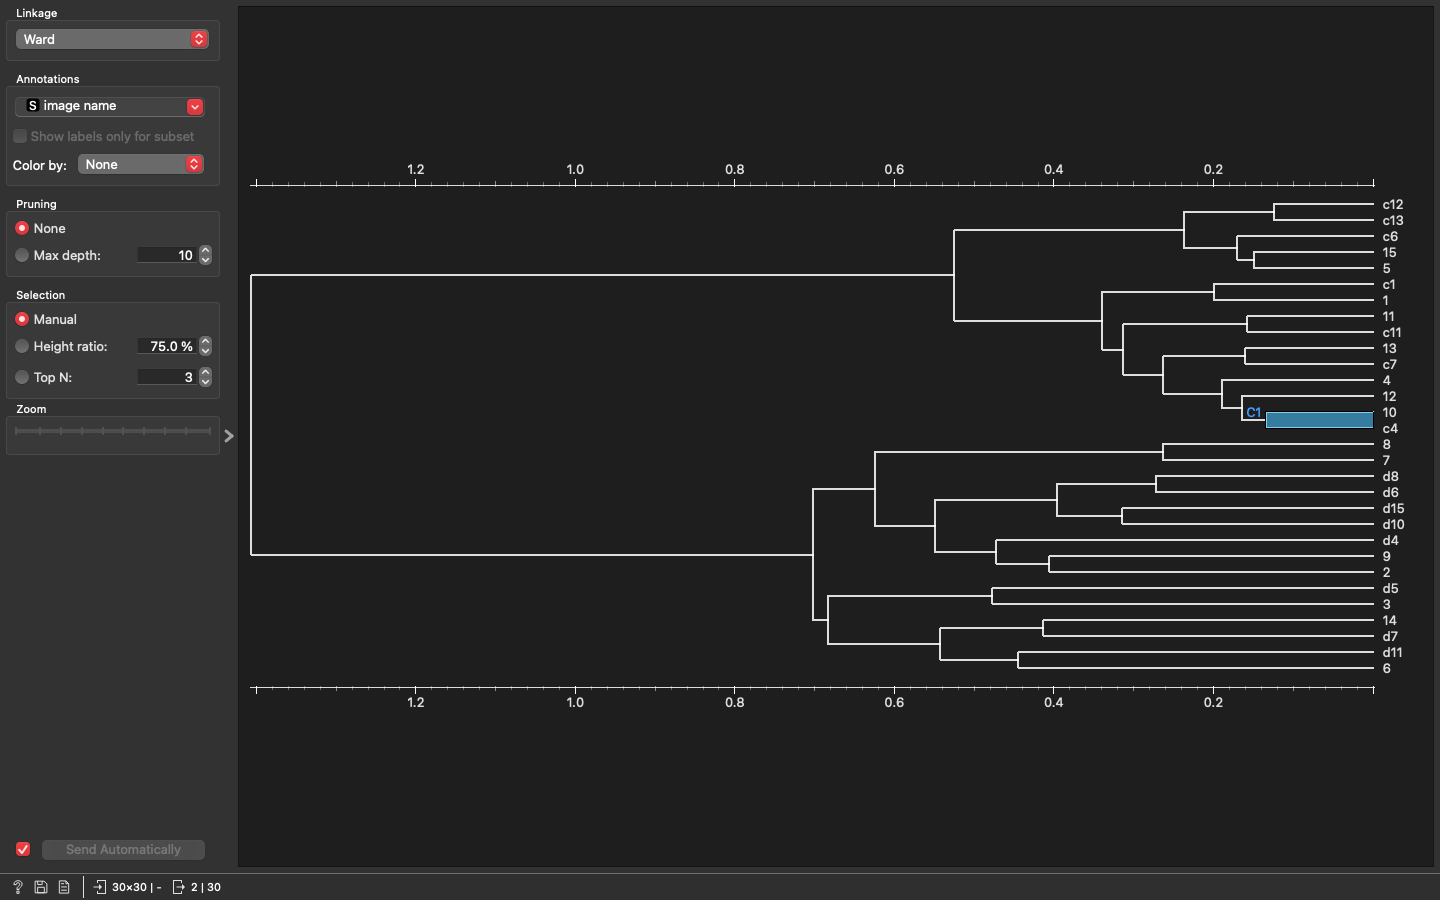 Linkage
Ward
Annotations
S image name
Show labels only for subset
Color by: None
Pruning
None
Max depth: 10
Selection
Manual
Height ratio: 75.0 %
Top N: 3
Zoom
Send Automatically
? 30×30 | - 2 | 30
1.2 1.0 0.8 0.6 0.4 0.2
c12
c13
c6
15
5
c1
1
11
c11
13
c7
4
12
C1 10
c4
8
7
d8
d6
d15
d10
d4
9
2
d5
3
14
d7
d11
6
1.2 1.0 0.8 0.6 0.4 0.2